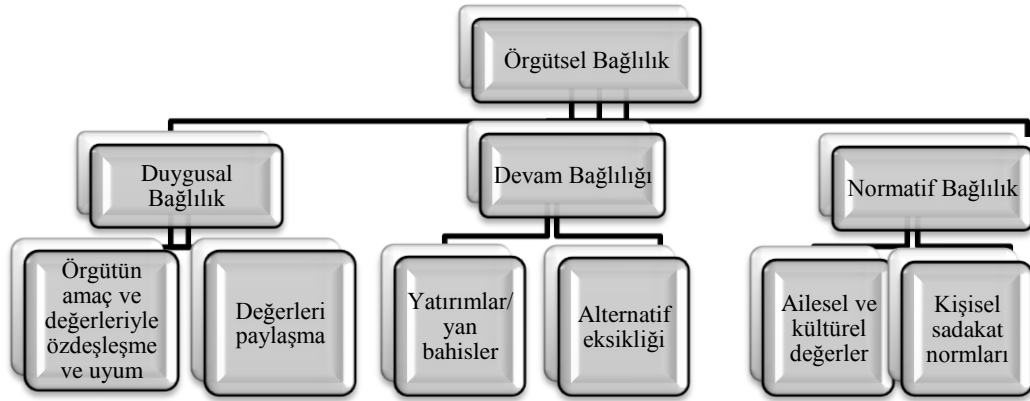 Örgütsel Bağlılık
Duygusal
Bağlılık
Devam Bağlılığı
Normatif Bağlılık
Örgütün
amaç ve
değerleriyle
özdeşleşme
ve uyum
Değerleri
paylaşma
Yatırımlar/
yan
bahisler
Alternatif
eksikliği
Ailesel ve
kültürel
değerler
Kişisel
sadakat
normları